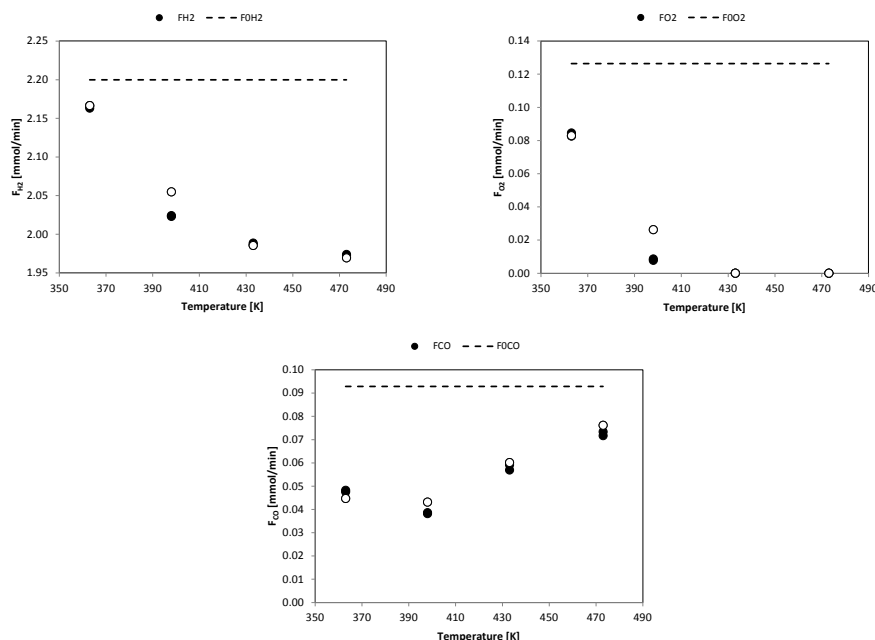 FH2 F0H2
2.25
2.20
2.15
2.10
2.05
2.00
1.95
F_H2 [mmol/min]
350 370 390 410 430 450 470 490
Temperature [K]
FO2 F0O2
0.14
0.12
0.10
0.08
0.06
0.04
0.02
0.00
F_O2 [mmol/min]
350 370 390 410 430 450 470 490
Temperature [K]
FCO F0CO
0.10
0.09
0.08
0.07
0.06
0.05
0.04
0.03
0.02
0.01
0.00
F_CO [mmol/min]
350 370 390 410 430 450 470 490
Temperature [K]